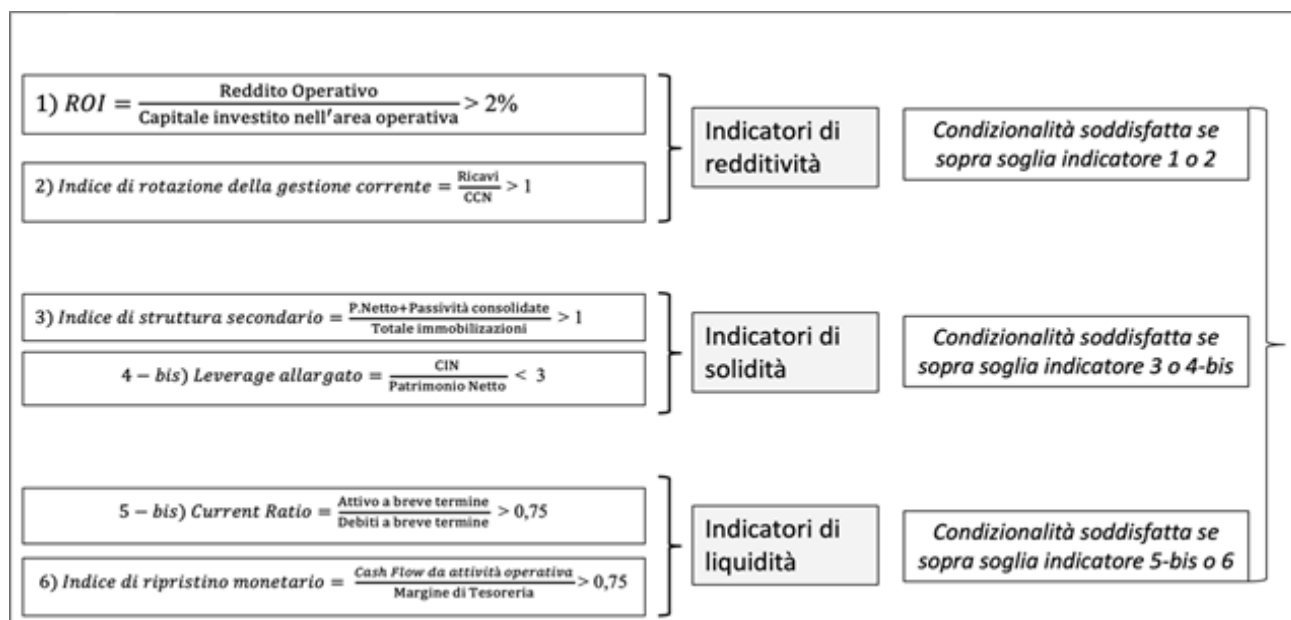 1) ROI = Reddito Operativo / Capitale investito nell'area operativa > 2%
2) Indice di rotazione della gestione corrente = Ricavi / CCN > 1
Indicatori di
redditività
Condizionalità soddisfatta se
sopra soglia indicatore 1 o 2
3) Indice di struttura secondario = P.Netto+Passività consolidate / Totale immobilizazioni > 1
4 − bis) Leverage allargato = CIN / Patrimonio Netto < 3
Indicatori di
solidità
Condizionalità soddisfatta se
sopra soglia indicatore 3 o 4-bis
5 − bis) Current Ratio = Attivo a breve termine / Debiti a breve termine > 0,75
6) Indice di ripristino monetario = Cash Flow da attività operativa / Margine di Tesoreria > 0,75
Indicatori di
liquidità
Condizionalità soddisfatta se
sopra soglia indicatore 5-bis o 6